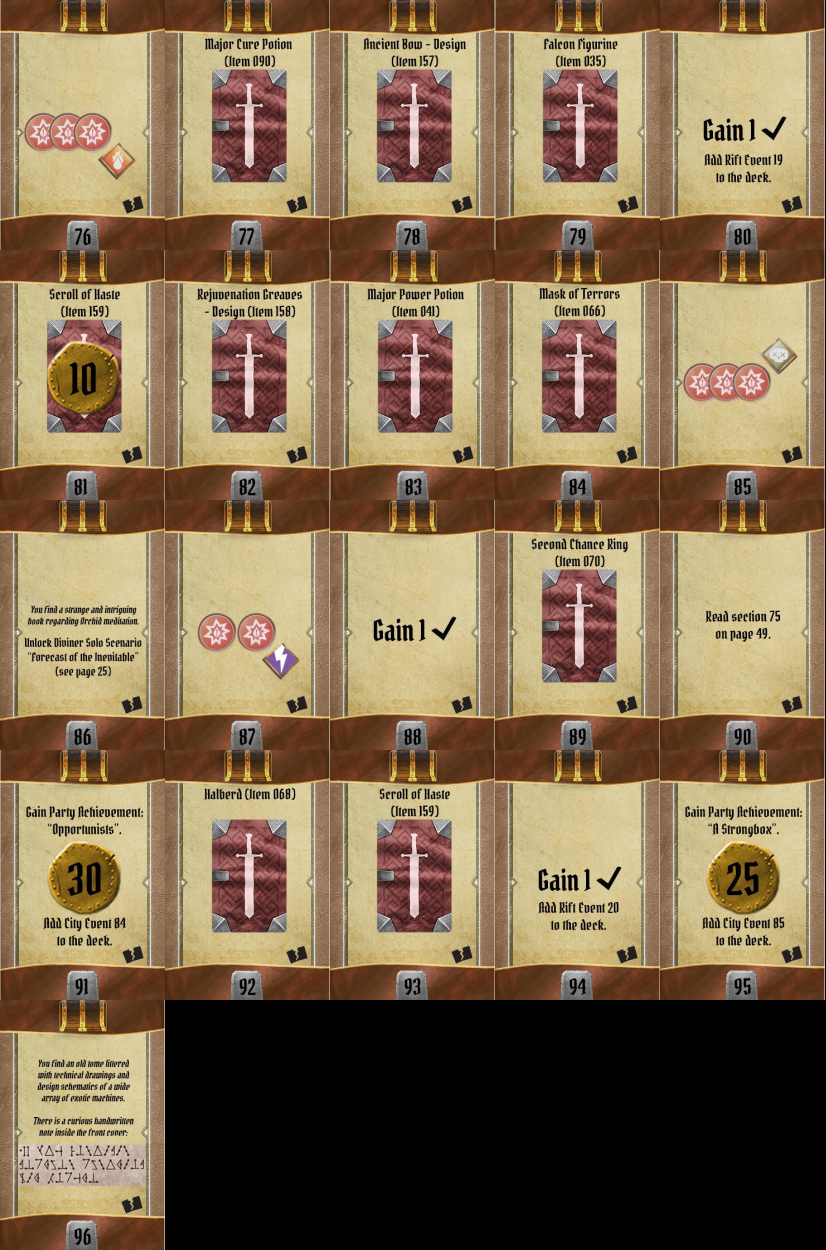 76
Major Cure Potion
(Item 090)
77
Ancient Bow - Design
(Item 157)
78
Falcon Figurine
(Item 035)
79
Gain 1
Add Rift Event 19
to the deck.
80
Scroll of Haste
(Item 159)
10
81
Rejuvenation Greaves
- Design (Item 158)
82
Major Power Potion
(Item 041)
83
Mask of Terrors
(Item 066)
84
85
You find a strange and intriguing
book regarding Orchid meditation.
Unlock Diviner Solo Scenario
"Forecast of the Inevitable"
(see page 25)
86
87
Gain 1
88
Second Chance Ring
(Item 070)
89
Read section 75
on page 49.
90
Gain Party Achievement:
"Opportunists".
30
Add City Event 84
to the deck.
91
Halberd (Item 068)
92
Scroll of Haste
(Item 159)
93
Gain 1
Add Rift Event 20
to the deck.
94
Gain Party Achievement:
"A Strongbox".
25
Add City Event 85
to the deck.
95
You find an old tome littered
with technical drawings and
design schematics of a wide
array of exotic machines.
There is a curious handwritten
note inside the front cover:
96